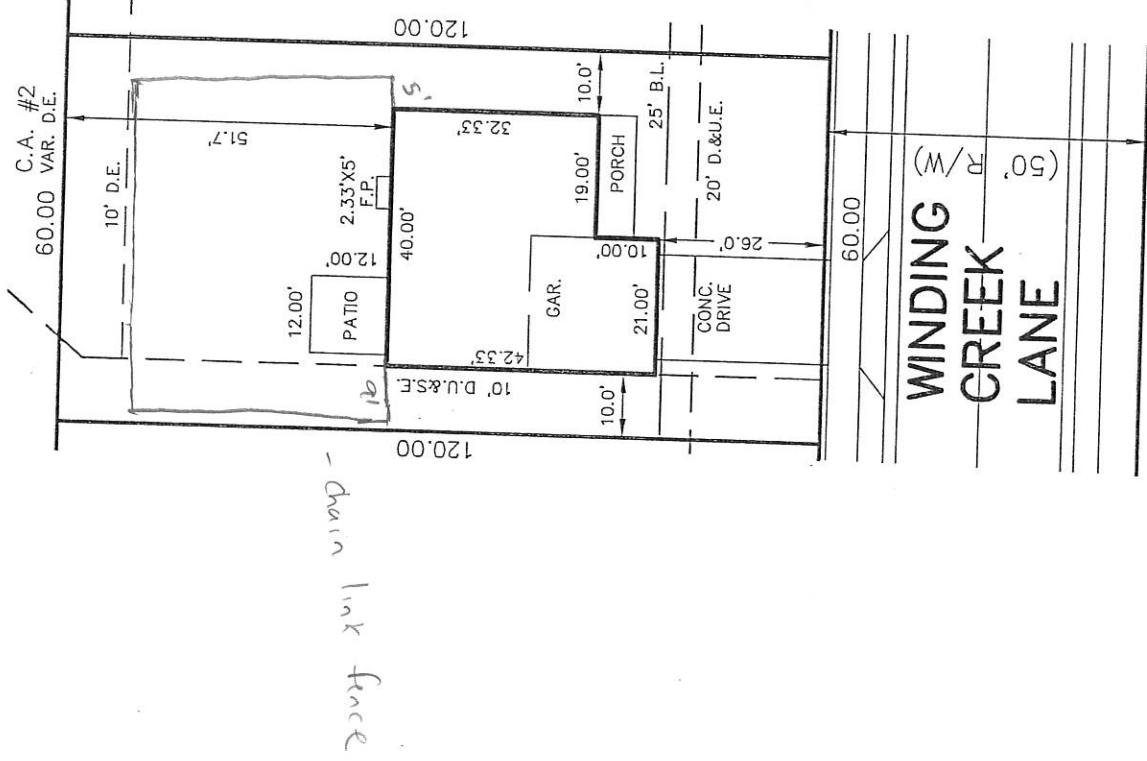 C.A. #2
60.00 VAR. D.E.
120.00
10' D.E.
51.7'
5'
2.33'X5'
F.P.
32.33'
10.0'
25' B.L.
12.00'
12.00'
PATIO
40.00'
19.00'
PORCH
20' D.&U.E.
GAR.
10.00'
26.0'
42.33'
21.00'
CONC.
DRIVE
10' D.U.&S.E.
10.0'
120.00
60.00
(50' R/W)
WINDING
CREEK
LANE
- chain link fence